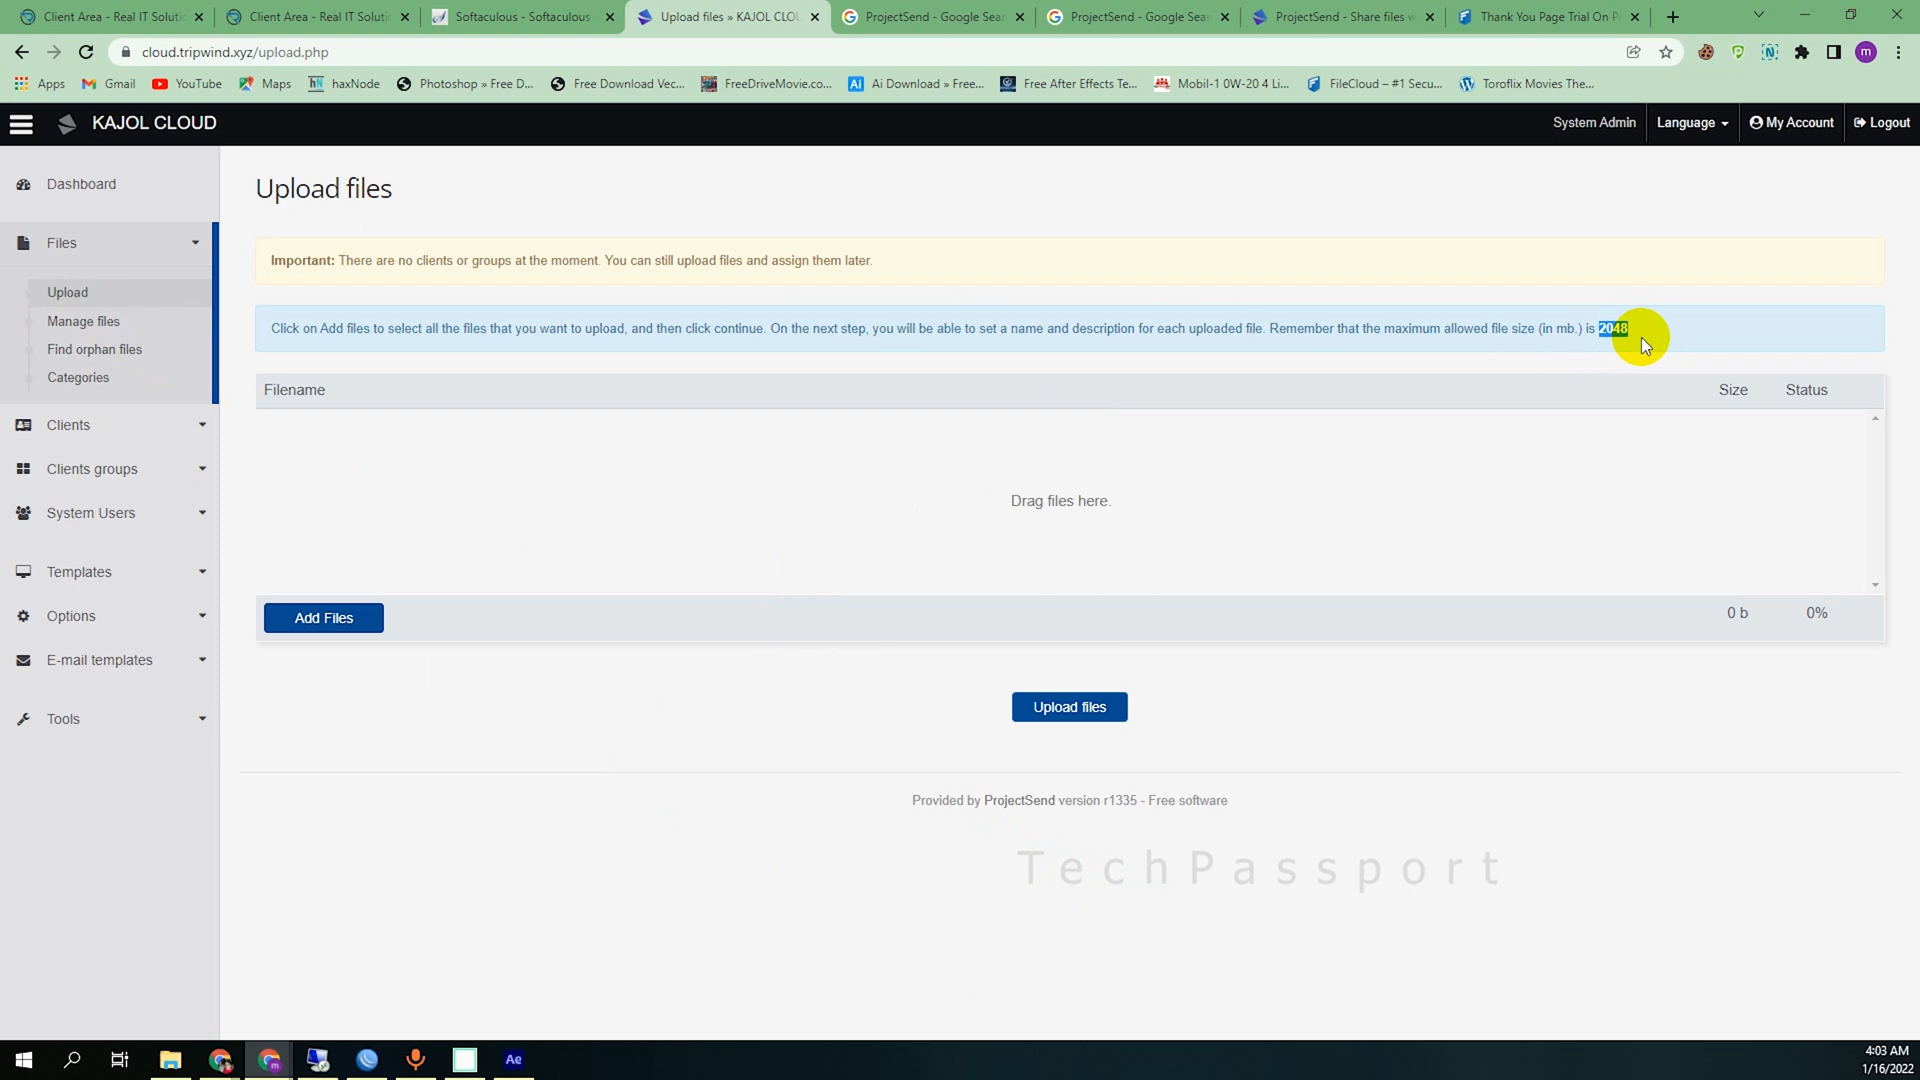 Client Area - Real IT Soluti
Client Area - Real IT Soluti
Softaculous - Softaculous
Upload files » KAJOL CLO
ProjectSend - Google Sear
ProjectSend - Google Sear
ProjectSend - Share files w
Thank You Page Trial On P
cloud.tripwind.xyz/upload.php
Apps
Gmail
YouTube
Maps
haxNode
Photoshop » Free D...
Free Download Vec...
FreeDriveMovie.co...
Ai Download » Free...
Free After Effects Te...
Mobil-1 0W-20 4 Li...
FileCloud – #1 Secu...
Toroflix Movies The...
KAJOL CLOUD
System Admin
Language
My Account
Logout
Dashboard
Files
Upload
Manage files
Find orphan files
Categories
Clients
Clients groups
System Users
Templates
Options
E-mail templates
Tools
Upload files
Important: There are no clients or groups at the moment. You can still upload files and assign them later.
Click on Add files to select all the files that you want to upload, and then click continue. On the next step, you will be able to set a name and description for each uploaded file. Remember that the maximum allowed file size (in mb.) is 2048
Filename
Size
Status
Drag files here.
Add Files
0 b
0%
Upload files
Provided by ProjectSend version r1335 - Free software
TechPassport
Ae
4:03 AM
1/16/2022